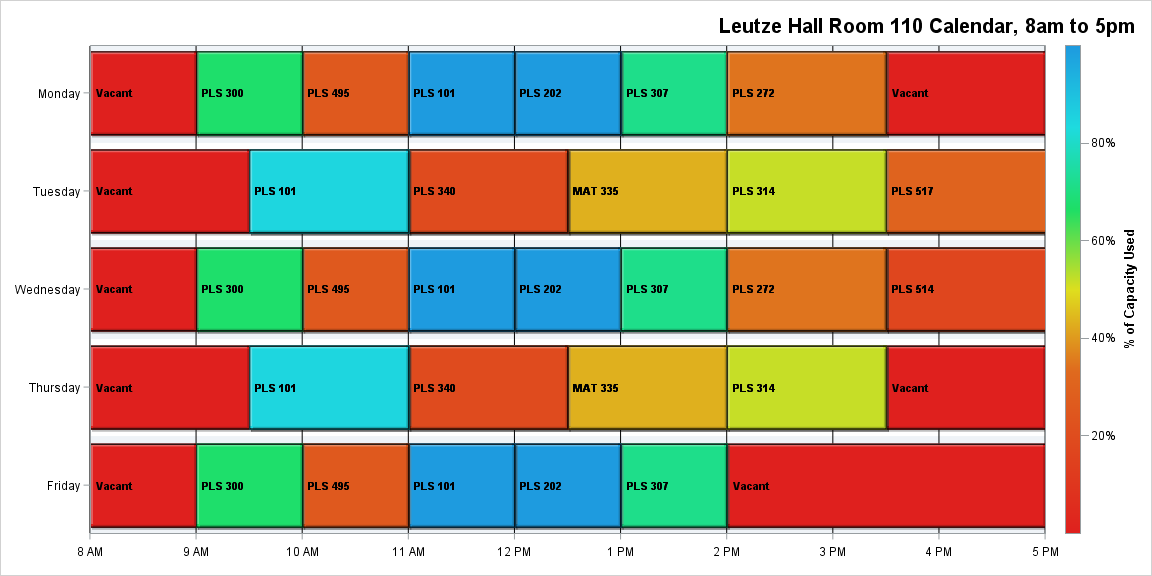 Leutze Hall Room 110 Calendar, 8am to 5pm
Monday Vacant PLS 300 PLS 495 PLS 101 PLS 202 PLS 307 PLS 272 Vacant
Tuesday Vacant PLS 101 PLS 340 MAT 335 PLS 314 PLS 517
Wednesday Vacant PLS 300 PLS 495 PLS 101 PLS 202 PLS 307 PLS 272 PLS 514
Thursday Vacant PLS 101 PLS 340 MAT 335 PLS 314 Vacant
Friday Vacant PLS 300 PLS 495 PLS 101 PLS 202 PLS 307 Vacant
8 AM 9 AM 10 AM 11 AM 12 PM 1 PM 2 PM 3 PM 4 PM 5 PM
80%
60%
40%
20%
% of Capacity Used